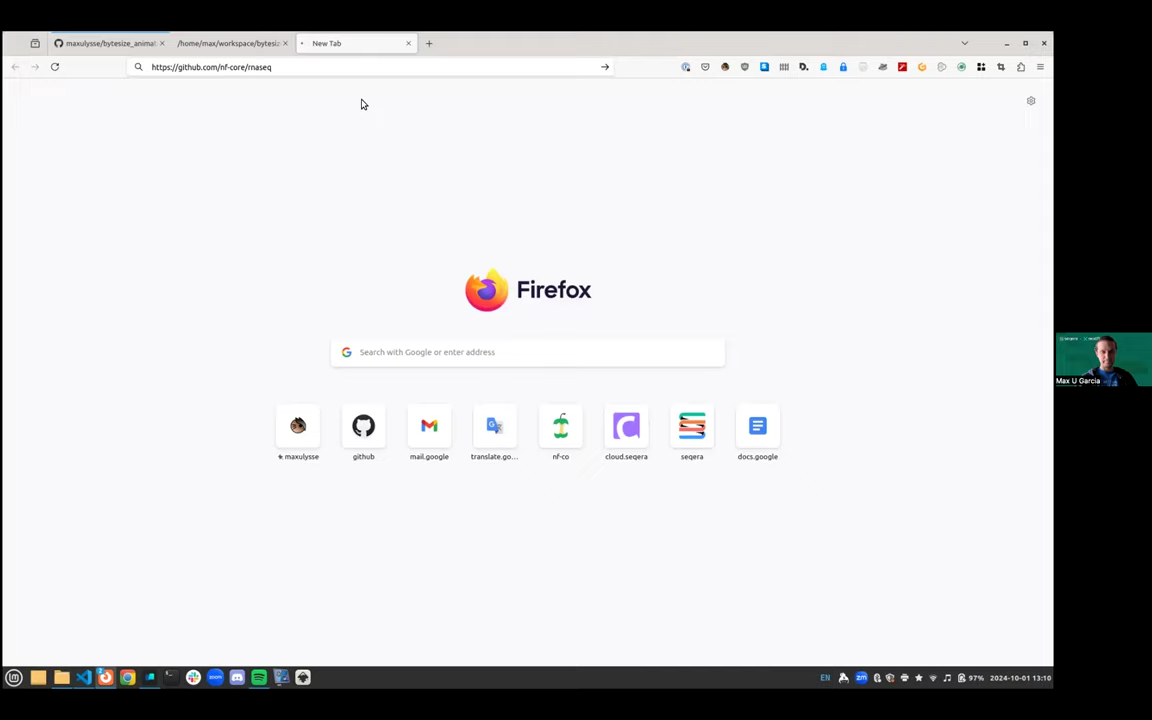 maxulysse/bytesize_animat
/home/max/workspace/bytesiz
New Tab
https://github.com/nf-core/rnaseq
Firefox
Search with Google or enter address
maxulysse
github
mail.google
translate.go...
nf-co
cloud.seqera
seqera
docs.google
Max U Garcia
EN
97%
2024-10-01 13:10